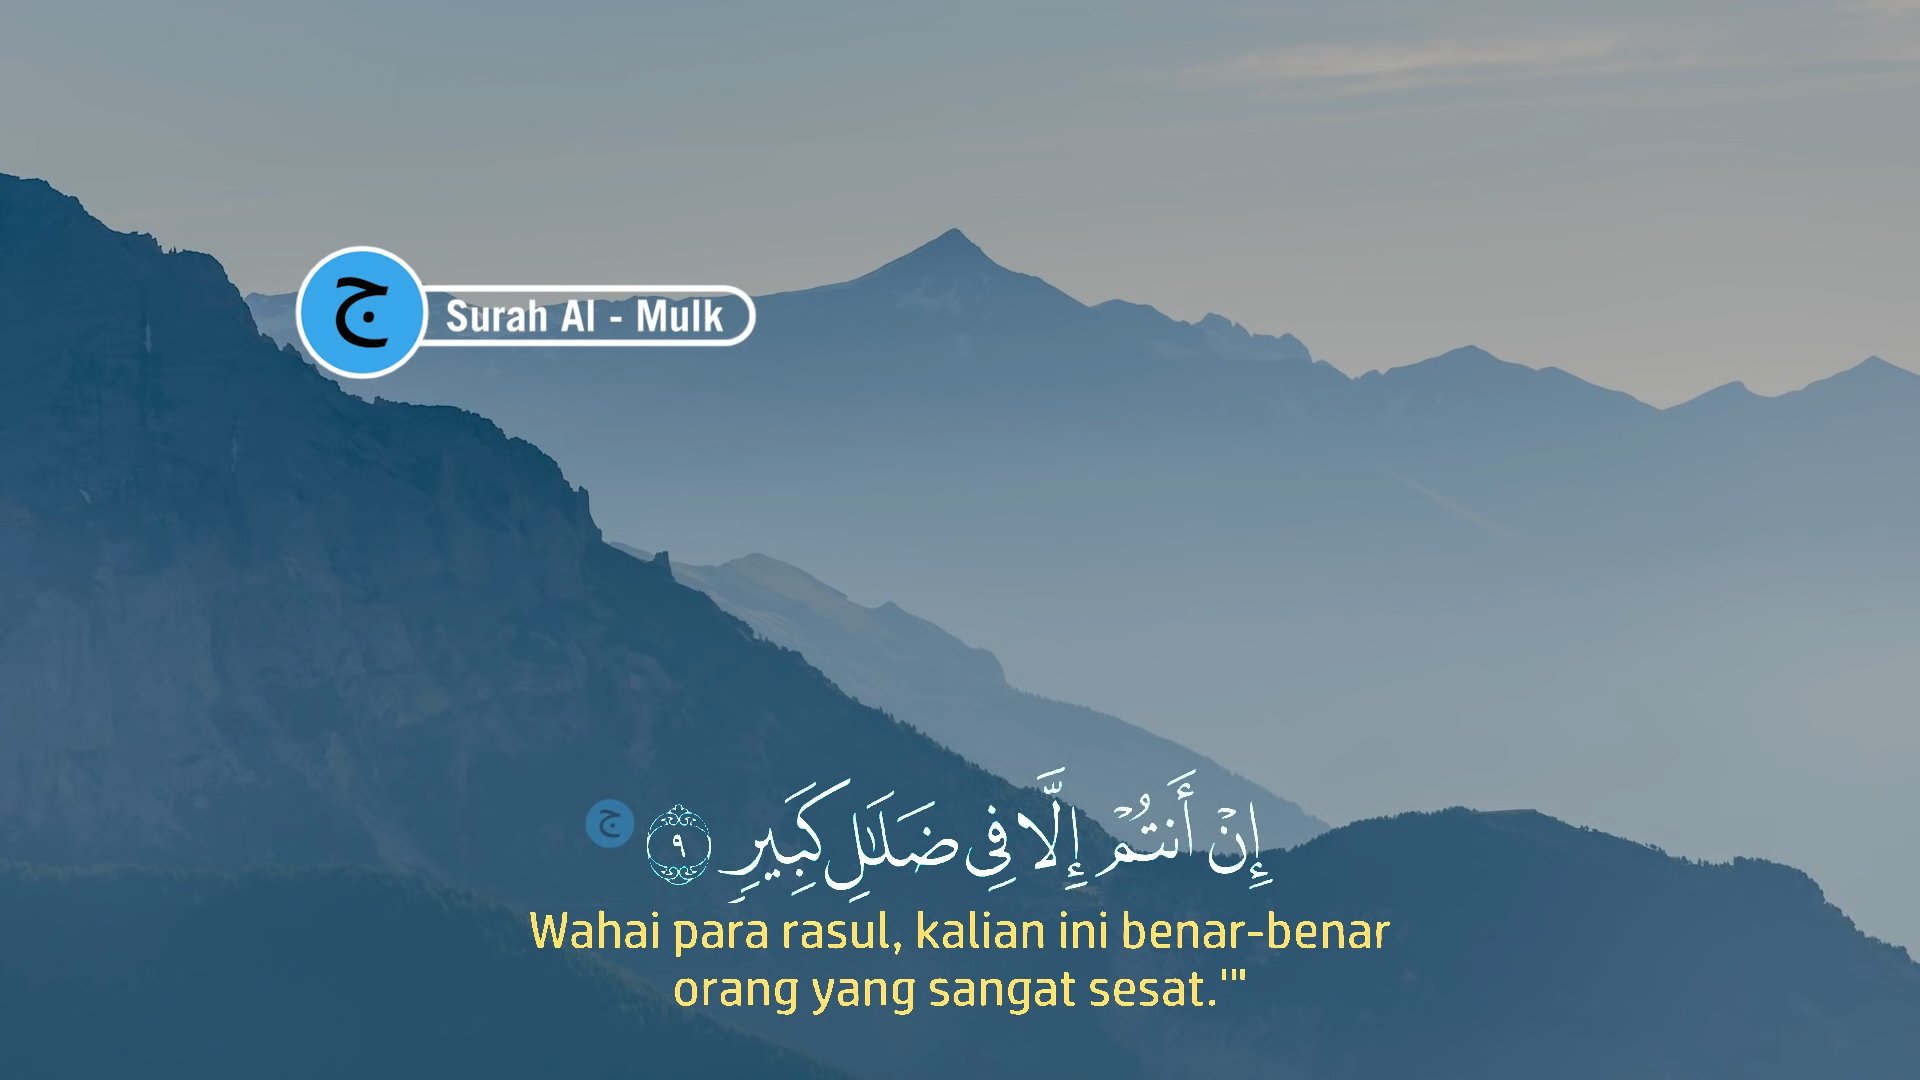 ج
Surah Al - Mulk
إِنْ أَنتُمْ إِلَّا فِى ضَلَـٰلٍ كَبِيرٍ ٩
ج
Wahai para rasul, kalian ini benar-benar
orang yang sangat sesat.'"